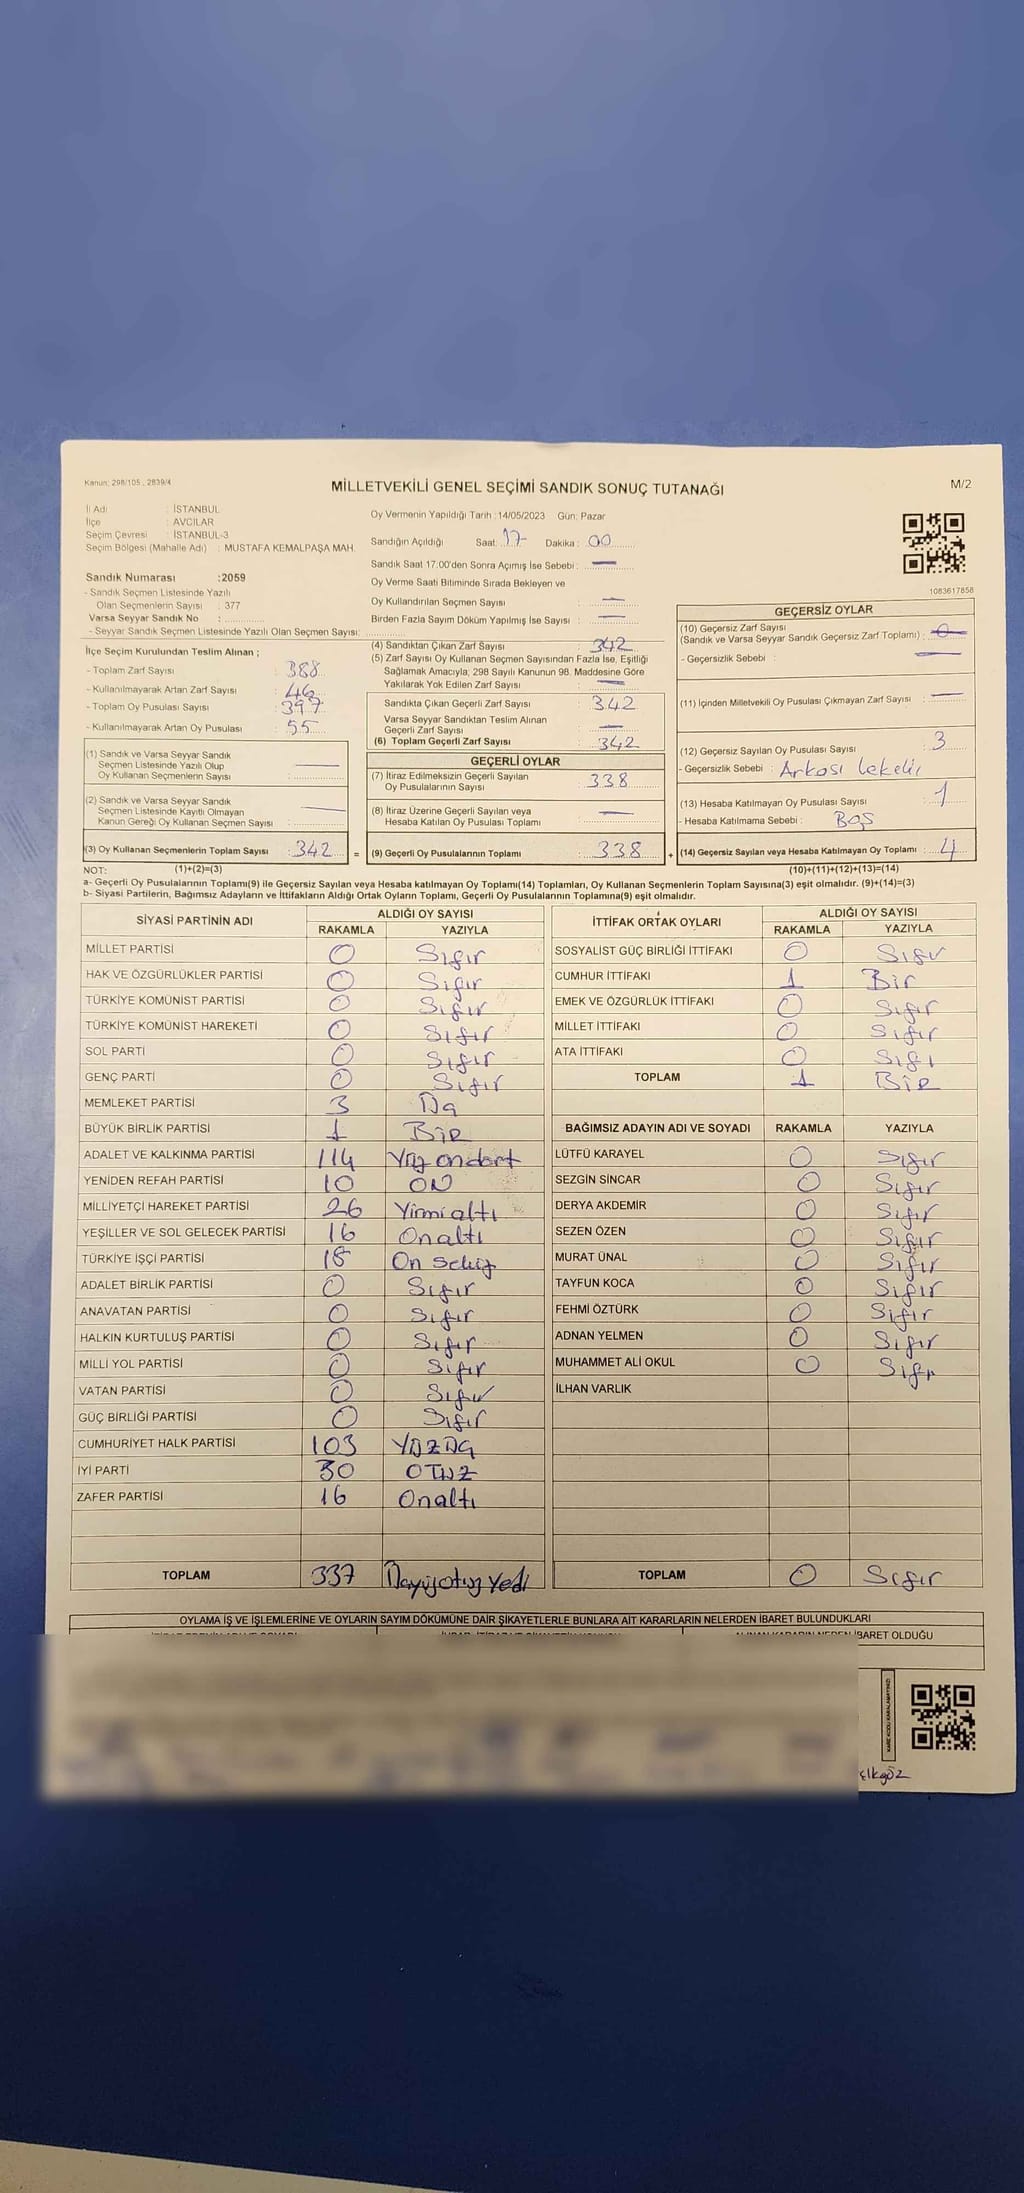 Kanun: 298/105 , 2839/4
MİLLETVEKİLİ GENEL SEÇİMİ SANDIK SONUÇ TUTANAĞI
M/2
İl Adı : İSTANBUL
İlçe : AVCILAR
Seçim Çevresi : İSTANBUL-3
Seçim Bölgesi (Mahalle Adı) : MUSTAFA KEMALPAŞA MAH.
Sandık Numarası :2059
- Sandık Seçmen Listesinde Yazılı
Olan Seçmenlerin Sayısı : 377
Varsa Seyyar Sandık No :
- Seyyar Sandık Seçmen Listesinde Yazılı Olan Seçmen Sayısı:
Oy Vermenin Yapıldığı Tarih :14/05/2023 Gün: Pazar
Sandığın Açıldığı Saat: 17 Dakika : 00
Sandık Saat 17.00'den Sonra Açımış İse Sebebi : —
Oy Verme Saati Bitiminde Sırada Bekleyen ve
Oy Kullandırılan Seçmen Sayısı : —
Birden Fazla Sayım Döküm Yapılmış İse Sayısı : —
1083617858
İlçe Seçim Kurulundan Teslim Alınan ;
- Toplam Zarf Sayısı : 388
- Kullanılmayarak Artan Zarf Sayısı : 46
- Toplam Oy Pusulası Sayısı : 397
- Kullanılmayarak Artan Oy Pusulası : 55
(4) Sandıktan Çıkan Zarf Sayısı : 342
(5) Zarf Sayısı Oy Kullanan Seçmen Sayısından Fazla İse, Eşitliği
Sağlamak Amacıyla; 298 Sayılı Kanunun 98. Maddesine Göre
Yakılarak Yok Edilen Zarf Sayısı : —
Sandıkta Çıkan Geçerli Zarf Sayısı : 342
Varsa Seyyar Sandıktan Teslim Alınan
Geçerli Zarf Sayısı : —
(6) Toplam Geçerli Zarf Sayısı : 342
GEÇERSİZ OYLAR
(10) Geçersiz Zarf Sayısı
(Sandık ve Varsa Seyyar Sandık Geçersiz Zarf Toplamı) : 0
- Geçersizlik Sebebi : —
(11) İçinden Milletvekili Oy Pusulası Çıkmayan Zarf Sayısı : —
(12) Geçersiz Sayılan Oy Pusulası Sayısı : 3
- Geçersizlik Sebebi : Arkası lekeli
(13) Hesaba Katılmayan Oy Pusulası Sayısı : 1
- Hesaba Katılmama Sebebi : BOŞ
(1) Sandık ve Varsa Seyyar Sandık
Seçmen Listesinde Yazılı Olup
Oy Kullanan Seçmenlerin Sayısı : —
(2) Sandık ve Varsa Seyyar Sandık
Seçmen Listesinde Kayıtlı Olmayan
Kanun Gereği Oy Kullanan Seçmen Sayısı : —
GEÇERLİ OYLAR
(7) İtiraz Edilmeksizin Geçerli Sayılan
Oy Pusulalarının Sayısı : 338
(8) İtiraz Üzerine Geçerli Sayılan veya
Hesaba Katılan Oy Pusulası Toplamı : —
(3) Oy Kullanan Seçmenlerin Toplam Sayısı : 342 = (9) Geçerli Oy Pusulalarının Toplamı : 338 + (14) Geçersiz Sayılan veya Hesaba Katılmayan Oy Toplamı : 4
NOT: (1)+(2)=(3) (10)+(11)+(12)+(13)=(14)
a- Geçerli Oy Pusulalarının Toplamı(9) ile Geçersiz Sayılan veya Hesaba katılmayan Oy Toplamı(14) Toplamları, Oy Kullanan Seçmenlerin Toplam Sayısına(3) eşit olmalıdır. (9)+(14)=(3)
b- Siyasi Partilerin, Bağımsız Adayların ve İttifakların Aldığı Ortak Oyların Toplamı, Geçerli Oy Pusulalarının Toplamına(9) eşit olmalıdır.
SİYASİ PARTİNİN ADI ALDIĞI OY SAYISI
RAKAMLA YAZIYLA
MİLLET PARTİSİ 0 Sıfır
HAK VE ÖZGÜRLÜKLER PARTİSİ 0 Sıfır
TÜRKİYE KOMÜNİST PARTİSİ 0 Sıfır
TÜRKİYE KOMÜNİST HAREKETİ 0 Sıfır
SOL PARTİ 0 Sıfır
GENÇ PARTİ 0 Sıfır
MEMLEKET PARTİSİ 3 Üç
BÜYÜK BİRLİK PARTİSİ 1 BİR
ADALET VE KALKINMA PARTİSİ 114 Yüz ondört
YENİDEN REFAH PARTİSİ 10 ON
MİLLİYETÇİ HAREKET PARTİSİ 26 Yirmi altı
YEŞİLLER VE SOL GELECEK PARTİSİ 16 Onaltı
TÜRKİYE İŞÇİ PARTİSİ 18 On sekiz
ADALET BİRLİK PARTİSİ 0 Sıfır
ANAVATAN PARTİSİ 0 Sıfır
HALKIN KURTULUŞ PARTİSİ 0 Sıfır
MİLLİ YOL PARTİSİ 0 Sıfır
VATAN PARTİSİ 0 Sıfır
GÜÇ BİRLİĞİ PARTİSİ 0 Sıfır
CUMHURİYET HALK PARTİSİ 103 YÜZ ÜÇ
İYİ PARTİ 30 OTUZ
ZAFER PARTİSİ 16 Onaltı
TOPLAM 337 Üçyüzotuz yedi
İTTİFAK ORTAK OYLARI ALDIĞI OY SAYISI
RAKAMLA YAZIYLA
SOSYALİST GÜÇ BİRLİĞİ İTTİFAKI 0 Sıfır
CUMHUR İTTİFAKI 1 Bir
EMEK VE ÖZGÜRLÜK İTTİFAKI 0 Sıfır
MİLLET İTTİFAKI 0 Sıfır
ATA İTTİFAKI 0 Sıfı
TOPLAM 1 BİR
BAĞIMSIZ ADAYIN ADI VE SOYADI RAKAMLA YAZIYLA
LÜTFÜ KARAYEL 0 Sıfır
SEZGİN SİNCAR 0 Sıfır
DERYA AKDEMİR 0 Sıfır
SEZEN ÖZEN 0 Sıfır
MURAT ÜNAL 0 Sıfır
TAYFUN KOCA 0 Sıfır
FEHMİ ÖZTÜRK 0 Sıfır
ADNAN YELMEN 0 Sıfır
MUHAMMET ALİ OKUL 0 Sıfır
İLHAN VARLIK
TOPLAM 0 Sıfır
OYLAMA İŞ VE İŞLEMLERİNE VE OYLARIN SAYIM DÖKÜMÜNE DAİR ŞİKAYETLERLE BUNLARA AİT KARARLARIN NELERDEN İBARET BULUNDUKLARI
ALINAN KARARIN NEDEN İBARET OLDUĞU
KARE KODU KARALAMAYINIZ!